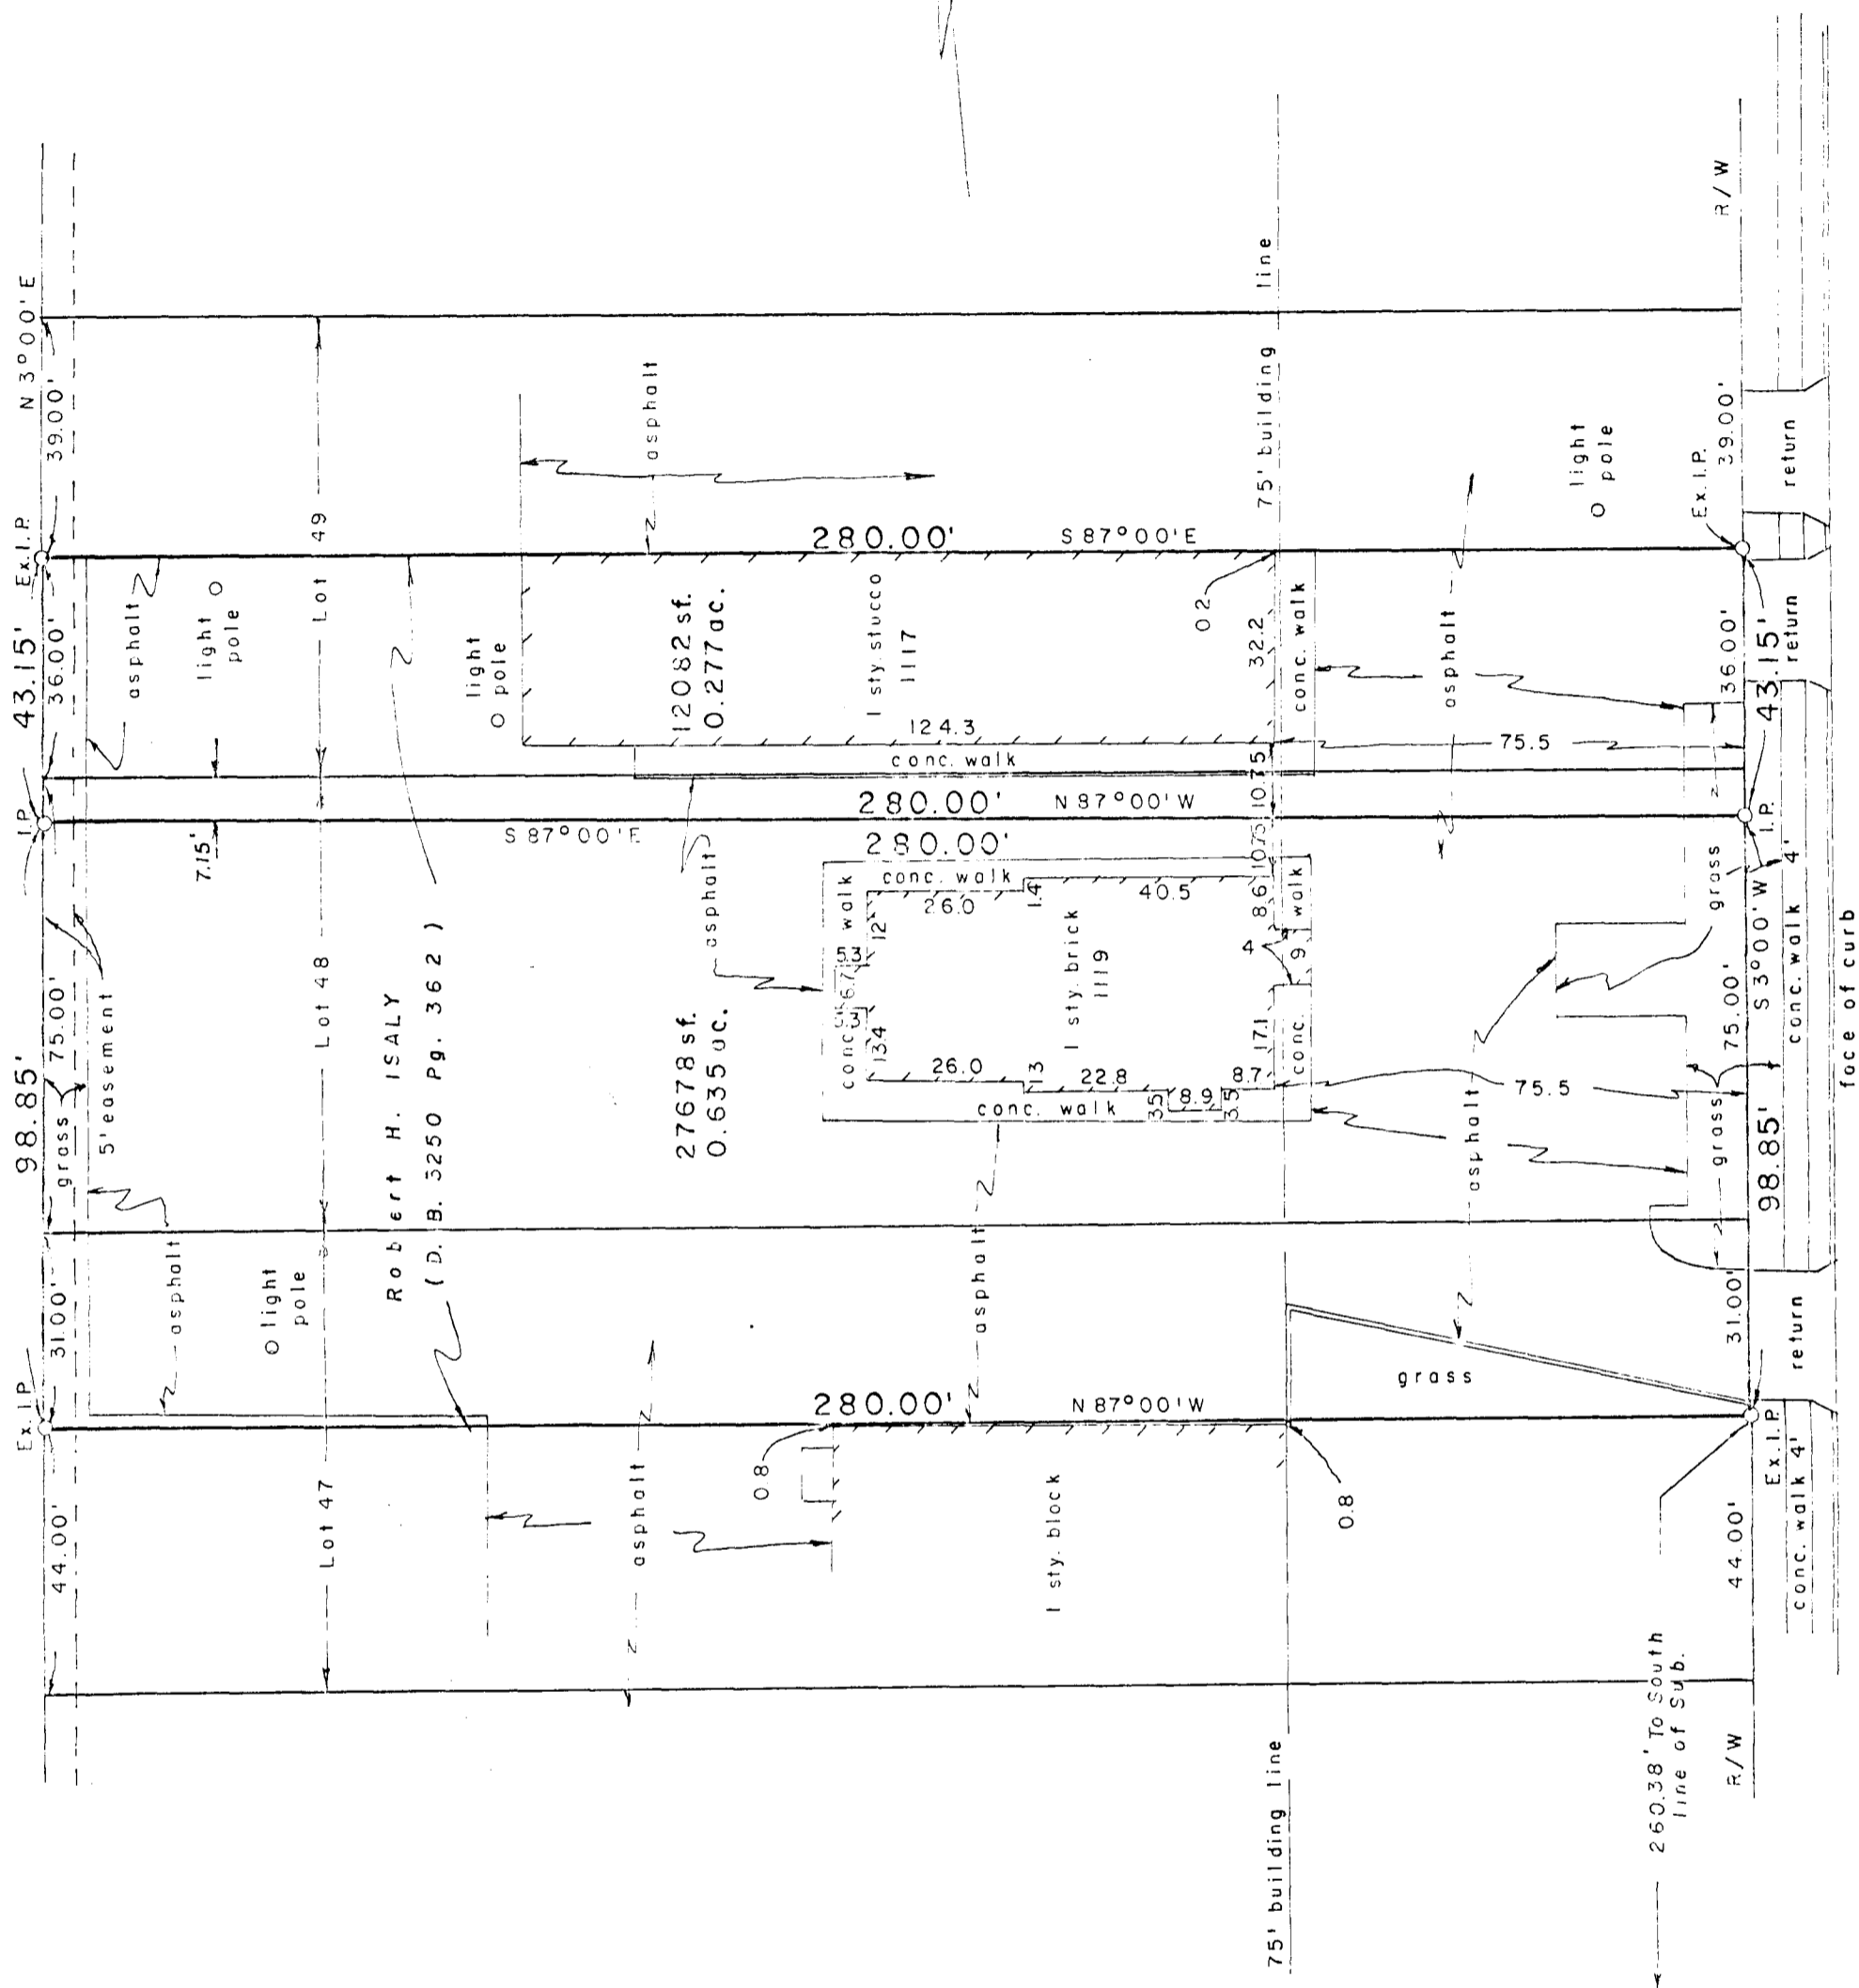 N 3°00' E
39.00'
Ex.I.P.
43.15'
36.00'
I.P.
98.85'
75.00'
grass
5' easement
Ex.I.P.
31.00'
44.00'
7.15'
asphalt
light
pole
Lot 49
Lot 48
Lot 47
asphalt
light
pole
Robert H. ISALY
(D.B. 3250 Pg. 362)
light
pole
asphalt
280.00'
S 87°00' E
12082 sf.
0.277 ac.
1 sty. stucco
1117
124.3
conc. walk
280.00'
N 87°00' W
S 87°00' E
280.00'
asphalt
27678 sf.
0.635 ac.
conc. walk
12
13.4
6.7
26.0
1.4
40.5
1 sty. brick
1119
26.0
22.8
8.9
3.5
8.7
17.1
4
9
8.6
10.75
10.75
32.2
0.2
conc. walk
conc.
walk
conc. walk
conc. walk
75' building line
75.5
75.5
asphalt
asphalt
light
pole
Ex.I.P.
39.00'
R/W
36.00'
43.15'
return
return
I.P.
grass
S 3°00' W
75.00'
grass
98.85'
conc. walk 4'
face of curb
asphalt
asphalt
280.00'
N 87°00' W
0.8
0.8
1 sty. block
grass
31.00'
return
Ex.I.P.
44.00'
conc. walk 4'
R/W
260.38' To South
line of Sub.
75' building line